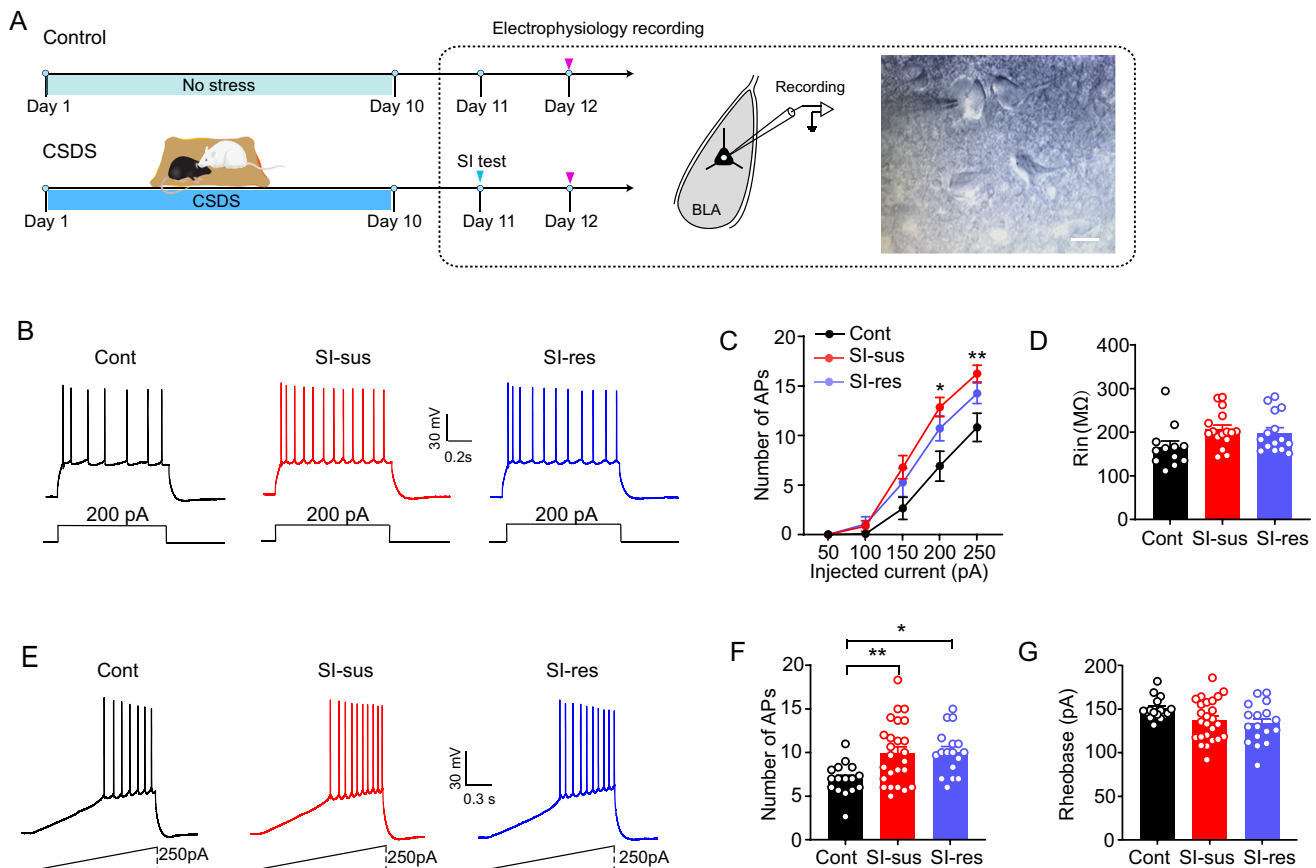 A
Electrophysiology recording
Control
No stress
Day 1
Day 10
Day 11
Day 12
Recording
BLA
CSDS
SI test
CSDS
Day 1
Day 10
Day 11
Day 12
B
Cont
SI-sus
SI-res
30 mV
0.2s
200 pA
200 pA
200 pA
C
Cont
SI-sus
SI-res
*
**
Number of APs
20
15
10
5
0
50
100
150
200
250
Injected current (pA)
D
Rin (MΩ)
400
300
200
100
0
Cont
SI-sus
SI-res
E
Cont
SI-sus
SI-res
30 mV
0.3 s
250pA
250pA
250pA
F
*
**
Number of APs
20
15
10
5
0
Cont
SI-sus
SI-res
G
Rheobase (pA)
200
150
100
50
0
Cont
SI-sus
SI-res